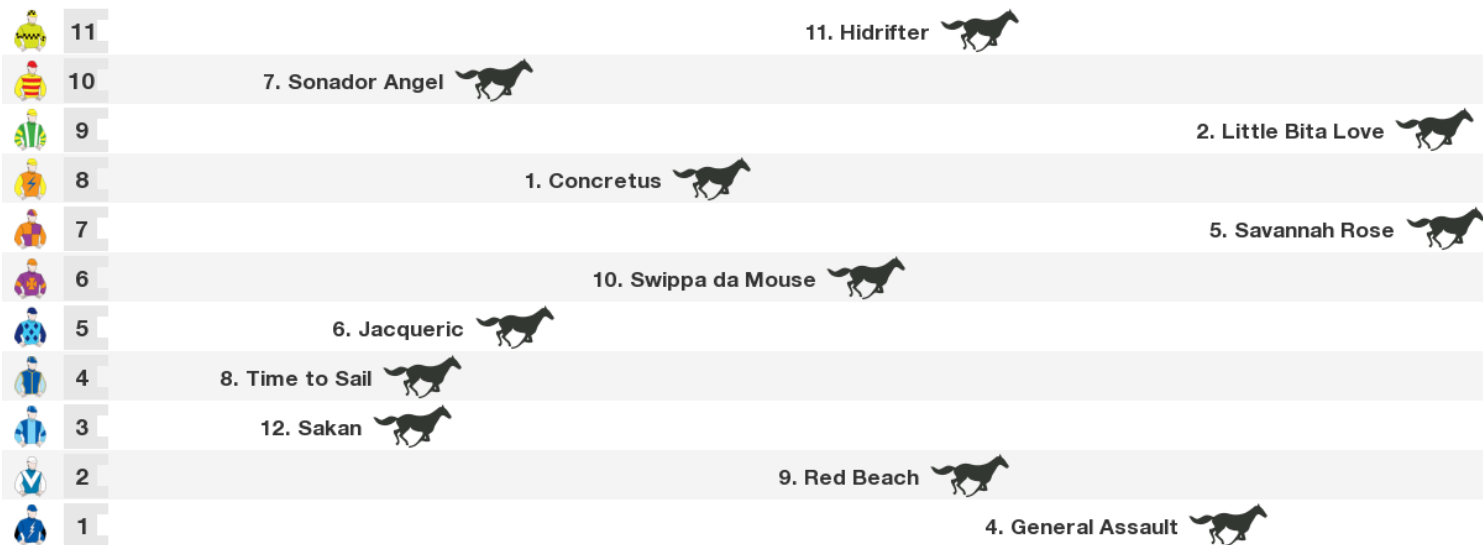 11 11. Hidrifter
10 7. Sonador Angel
9 2. Little Bita Love
8 1. Concretus
7 5. Savannah Rose
6 10. Swippa da Mouse
5 6. Jacqueric
4 8. Time to Sail
3 12. Sakan
2 9. Red Beach
1 4. General Assault